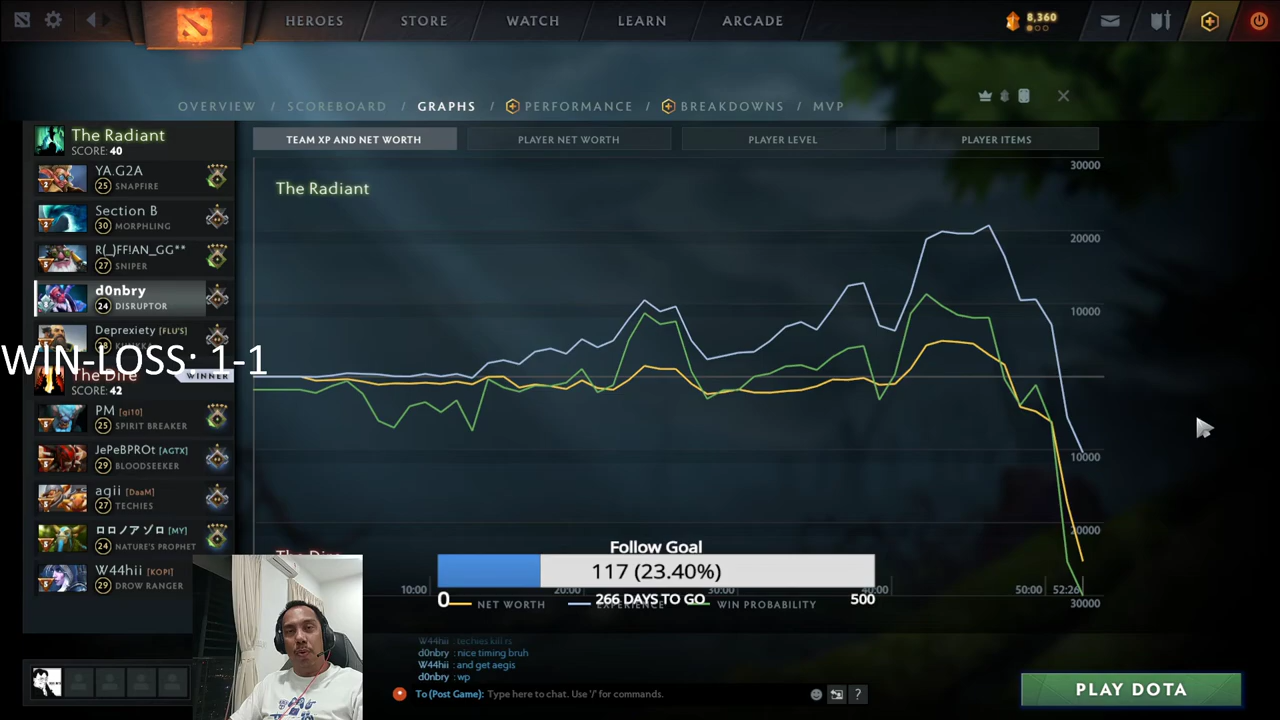 HEROES
STORE
WATCH
LEARN
ARCADE
8,360
OVERVIEW / SCOREBOARD / GRAPHS / PERFORMANCE / BREAKDOWNS / MVP
The Radiant
SCORE: 40
TEAM XP AND NET WORTH
PLAYER NET WORTH
PLAYER LEVEL
PLAYER ITEMS
YA.G2A
25 SNAPFIRE
Section B
30 MORPHLING
R(_)FF!AN_GG**
27 SNIPER
d0nbry
24 DISRUPTOR
Deprexiety [FLU'S]
WIN-LOSS: 1-1
The Dire
WINNER
SCORE: 42
PM [gi10]
25 SPIRIT BREAKER
JePeBPROt [AGTX]
29 BLOODSEEKER
agii [DaaM]
27 TECHIES
ロロノアゾロ [MY]
24 NATURE'S PROPHET
W44hii [KOPI]
29 DROW RANGER
The Radiant
30000
20000
10000
10000
20000
30000
The Dire
10:00
20:00
30:00
40:00
50:00
52:26
Follow Goal
117 (23.40%)
0
266 DAYS TO GO
500
NET WORTH
EXPERIENCE
WIN PROBABILITY
W44hii : techies kill rs
d0nbry : nice timing bruh
W44hii : and get aegis
d0nbry : wp
To (Post Game): Type here to chat. Use '/' for commands.
?
PLAY DOTA